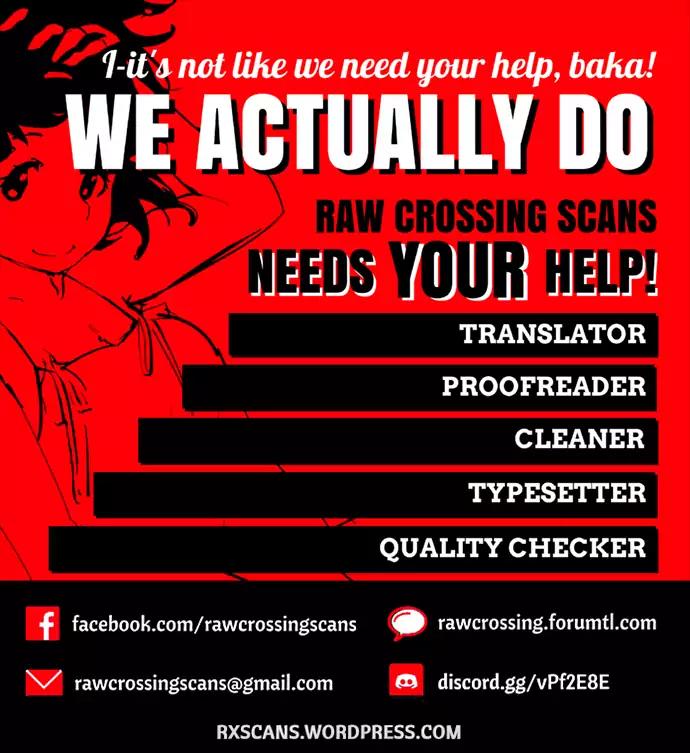 I-it's not like we need your help, baka!
WE ACTUALLY DO
RAW CROSSING SCANS
NEEDS YOUR HELP!
TRANSLATOR
PROOFREADER
CLEANER
TYPESETTER
QUALITY CHECKER
facebook.com/rawcrossingscans
rawcrossing.forumtl.com
rawcrossingscans@gmail.com
discord.gg/vPf2E8E
RXSCANS.WORDPRESS.COM